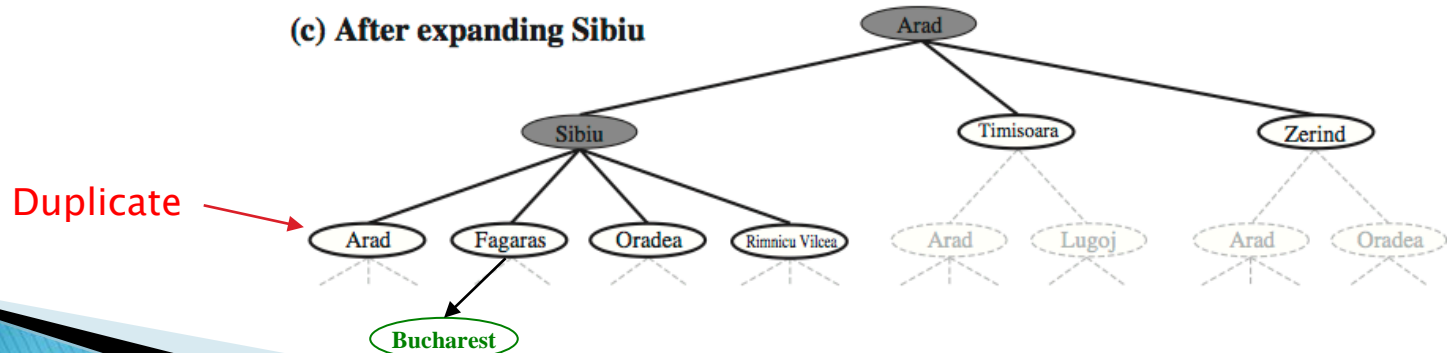 (c) After expanding Sibiu
Arad
Sibiu Timisoara Zerind
Duplicate
Arad Fagaras Oradea Rimnicu Vilcea Arad Lugoj Arad Oradea
Bucharest